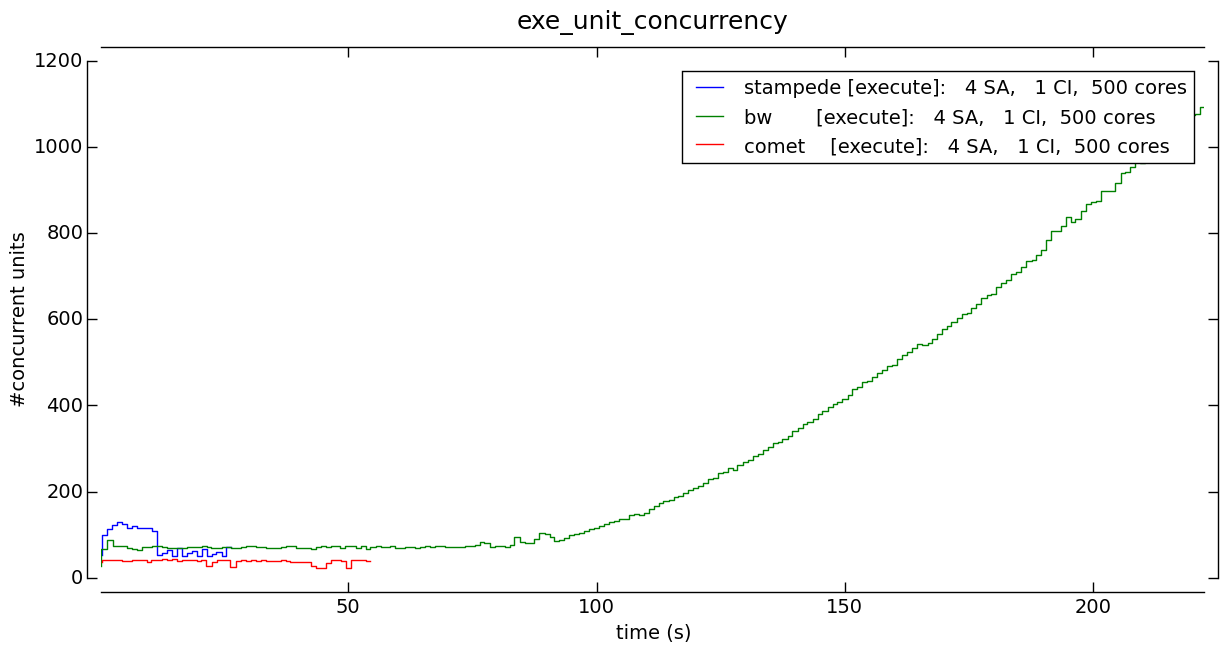 exe_unit_concurrency
1200
1000
800
600
400
200
0
#concurrent units
stampede [execute]:   4 SA,   1 CI,  500 cores
bw       [execute]:   4 SA,   1 CI,  500 cores
comet    [execute]:   4 SA,   1 CI,  500 cores
50 100 150 200
time (s)